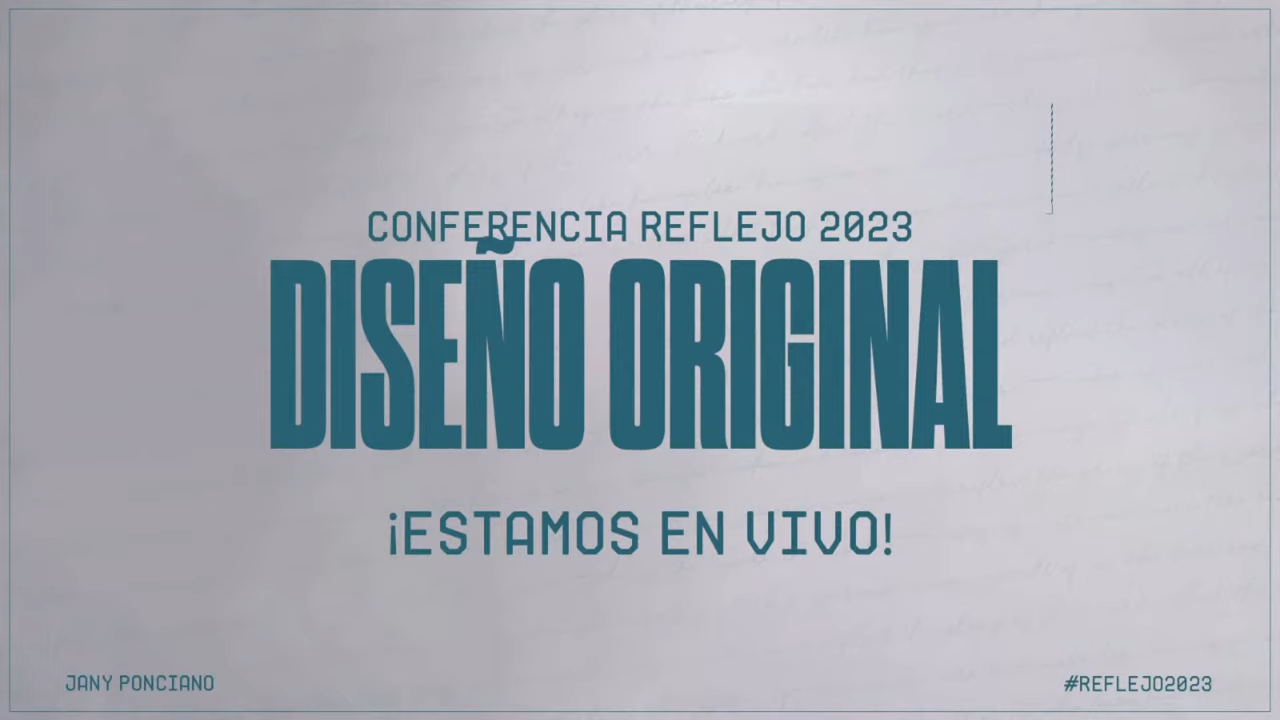 CONFERENCIA REFLEJO 2023
DISEÑO ORIGINAL
¡ESTAMOS EN VIVO!
JANY PONCIANO
#REFLEJO2023